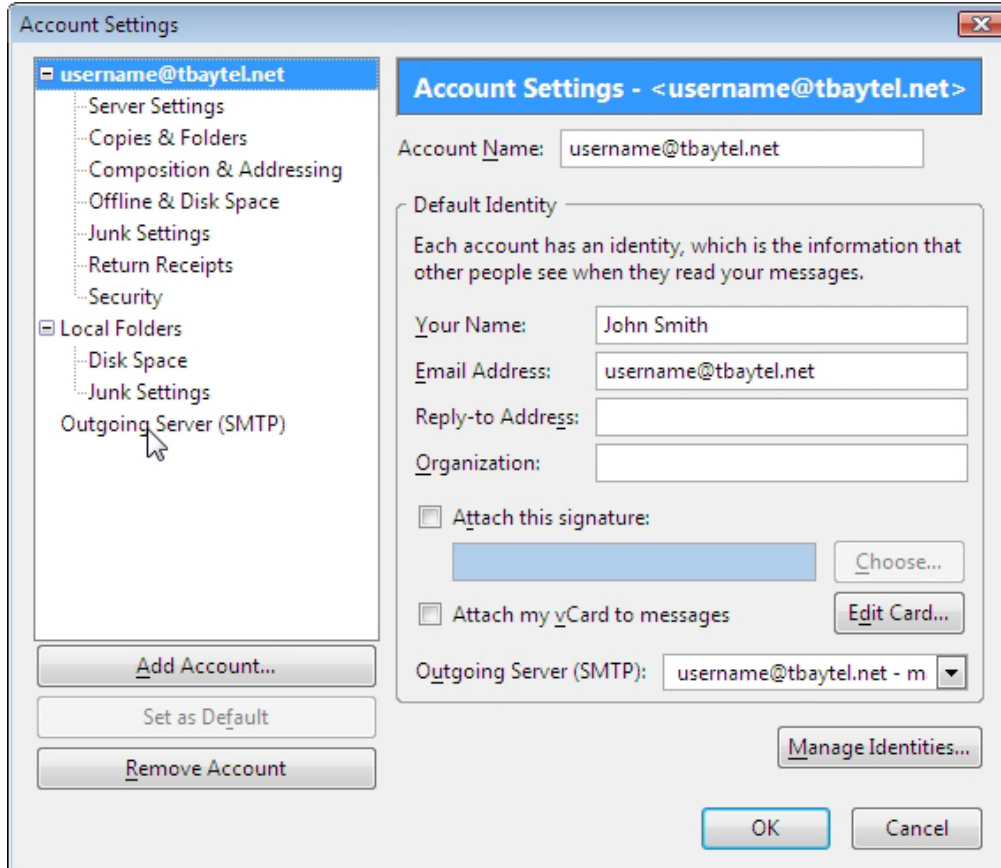 Account Settings
username@tbaytel.net
Server Settings
Copies & Folders
Composition & Addressing
Offline & Disk Space
Junk Settings
Return Receipts
Security
Local Folders
Disk Space
Junk Settings
Outgoing Server (SMTP)
Add Account...
Set as Default
Remove Account
Account Settings - <username@tbaytel.net>
Account Name: username@tbaytel.net
Default Identity
Each account has an identity, which is the information that
other people see when they read your messages.
Your Name: John Smith
Email Address: username@tbaytel.net
Reply-to Address:
Organization:
Attach this signature:
Choose...
Attach my vCard to messages Edit Card...
Outgoing Server (SMTP): username@tbaytel.net - m
Manage Identities...
OK Cancel